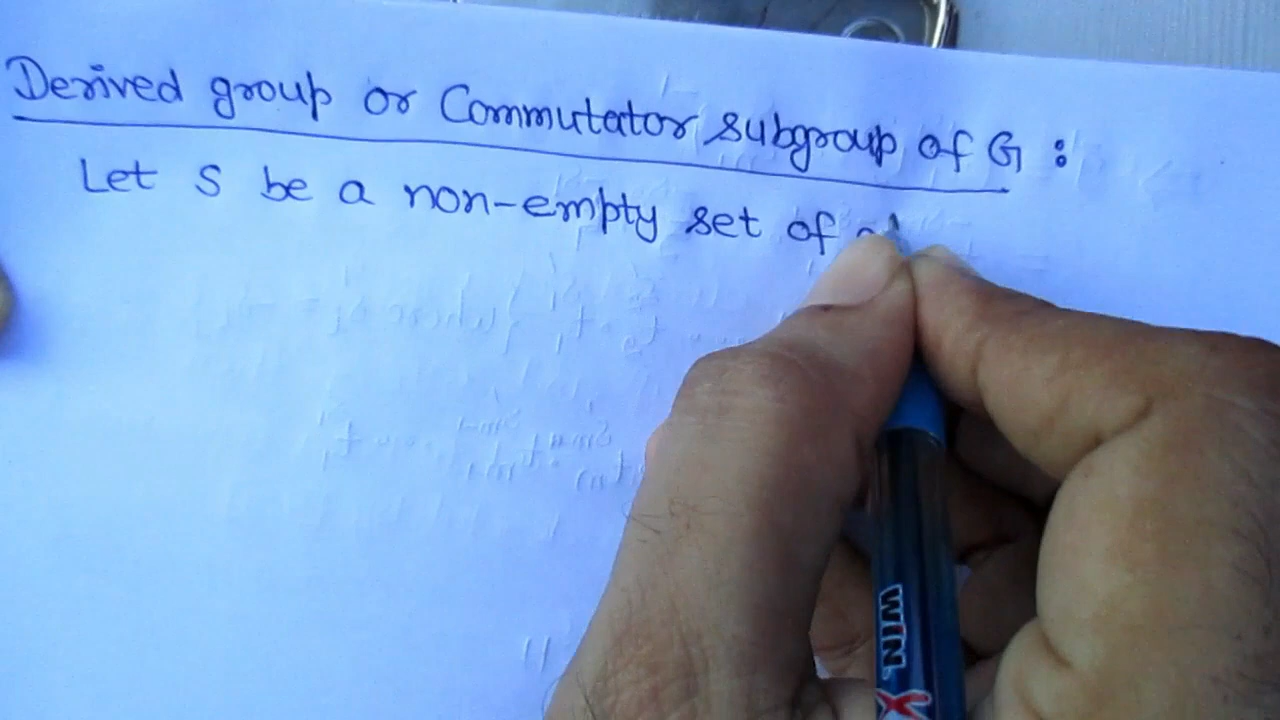 Derived group or Commutator subgroup of G :
Let S be a non-empty set of
WIN